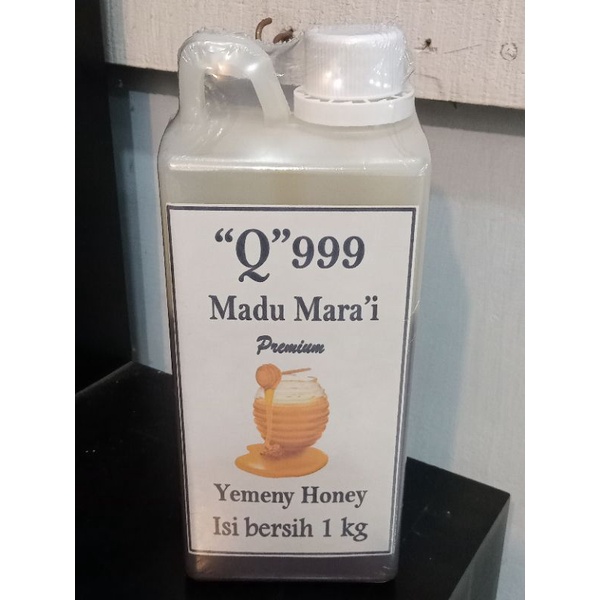 “Q”999
Madu Mara’i
Premium
Yemeny Honey
Isi bersih 1 kg